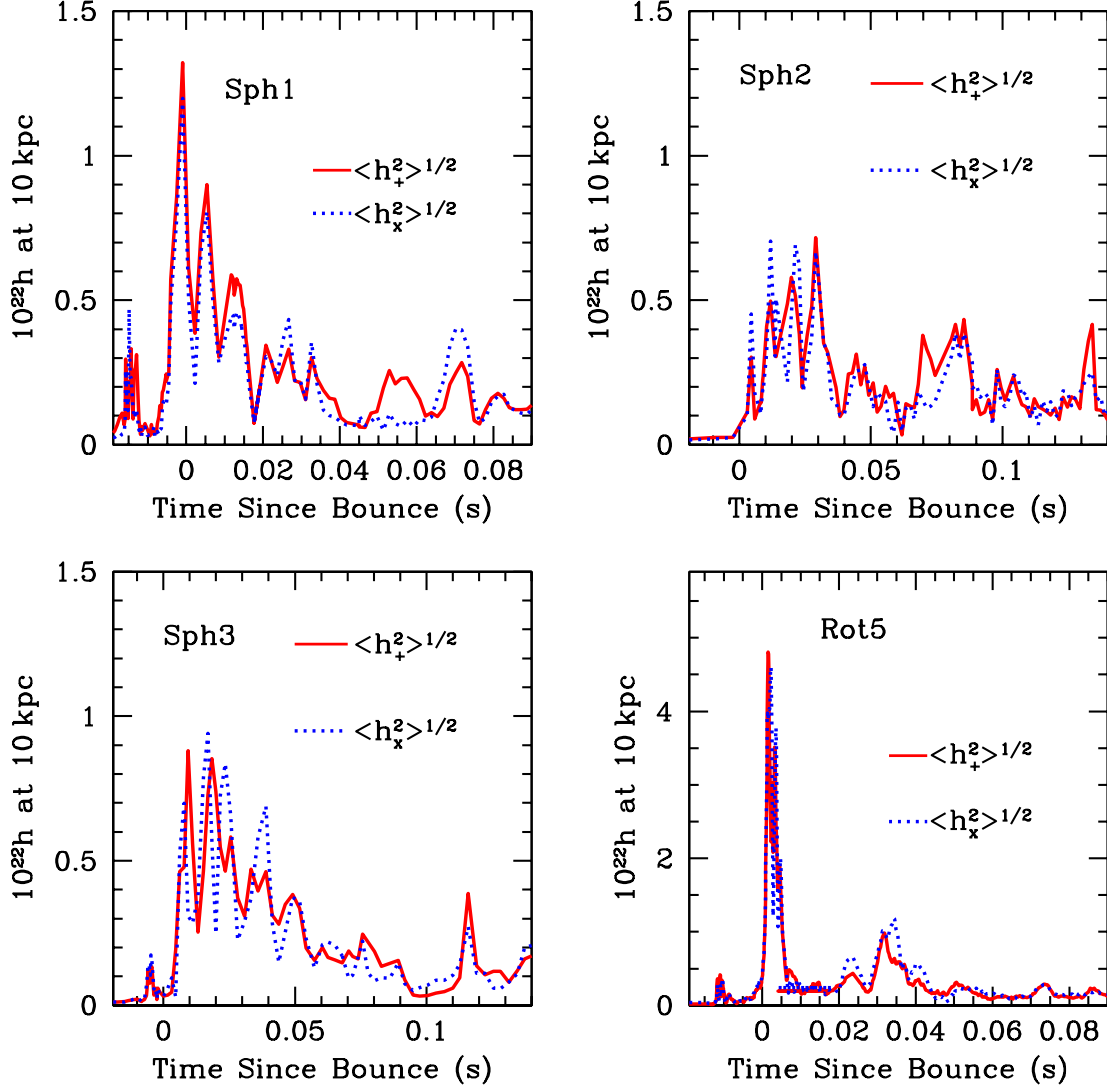 1.5
1
0.5
0
10²²h at 10 kpc
Sph1
<h₊²>¹/²
<hₓ²>¹/²
0 0.02 0.04 0.06 0.08
Time Since Bounce (s)
1.5
1
0.5
0
10²²h at 10 kpc
Sph2
<h₊²>¹/²
<hₓ²>¹/²
0 0.05 0.1
Time Since Bounce (s)
1.5
1
0.5
0
10²²h at 10 kpc
Sph3
<h₊²>¹/²
<hₓ²>¹/²
0 0.05 0.1
Time Since Bounce (s)
4
2
0
10²²h at 10 kpc
Rot5
<h₊²>¹/²
<hₓ²>¹/²
0 0.02 0.04 0.06 0.08
Time Since Bounce (s)